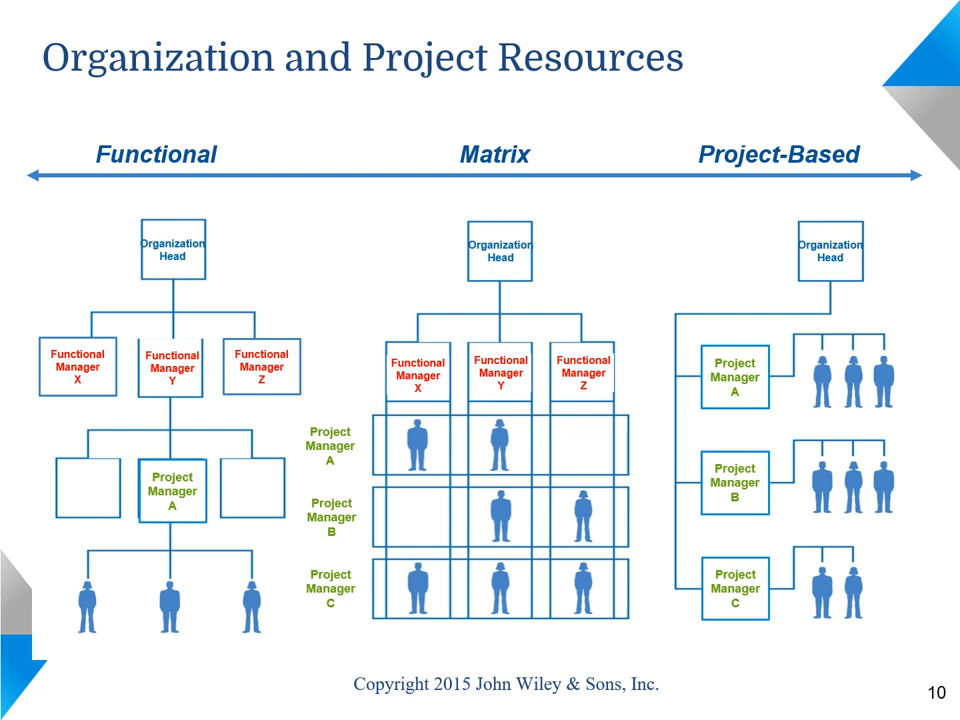 Organization and Project Resources
Functional
Matrix
Project-Based
Organization
Head
Functional
Manager
X
Functional
Manager
Y
Functional
Manager
Z
Project
Manager
A
Organization
Head
Functional
Manager
X
Functional
Manager
Y
Functional
Manager
Z
Project
Manager
A
Project
Manager
B
Project
Manager
C
Organization
Head
Project
Manager
A
Project
Manager
B
Project
Manager
C
Copyright 2015 John Wiley & Sons, Inc.
10